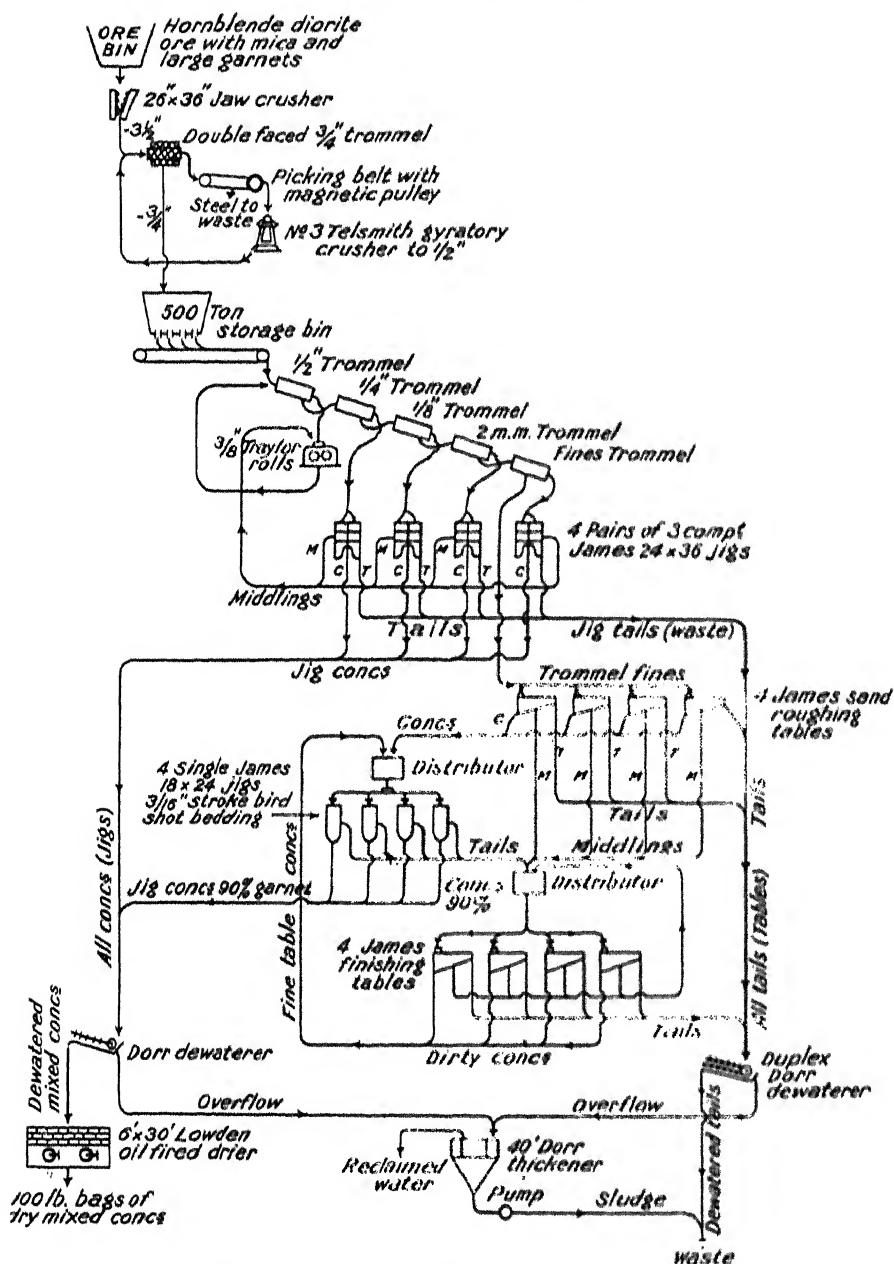 ORE
BIN
Hornblende diorite
ore with mica and
large garnets
26"x36" Jaw crusher
-3½"
Double faced ¾" trommel
Picking belt with
magnetic pulley
Steel to
waste
-¾"
Nº3 Telsmith gyratory
crusher to ½"
500 Ton
storage bin
½" Trommel
¼" Trommel
⅛" Trommel
2 m.m. Trommel
Fines Trommel
⅜" Traylor
rolls
4 Pairs of 3 compt
James 24 x 36 Jigs
M C T M C T M C T C
Middlings
Tails
Jig tails (waste)
Jig concs
Trommel fines
4 James sand
roughing
tables
Concs
C T T T
M M M M
4 Single James
18 x 24 jigs
3/16" stroke bird
shot bedding
Distributor
Tails
Tails
Tails
Middlings
All concs (Jigs)
Jig concs 90% garnet
Concs
90%
Distributor
Fine table concs
4 James
finishing
tables
All tails (Tables)
Tails
Dirty concs
Dewatered
mixed concs
Dorr dewaterer
Duplex
Dorr
dewaterer
Overflow
Overflow
6'x30' Lowden
oil fired drier
Reclaimed
water
40' Dorr
thickener
Dewatered tails
Pump
Sludge
100 lb. bags of
dry mixed concs
waste